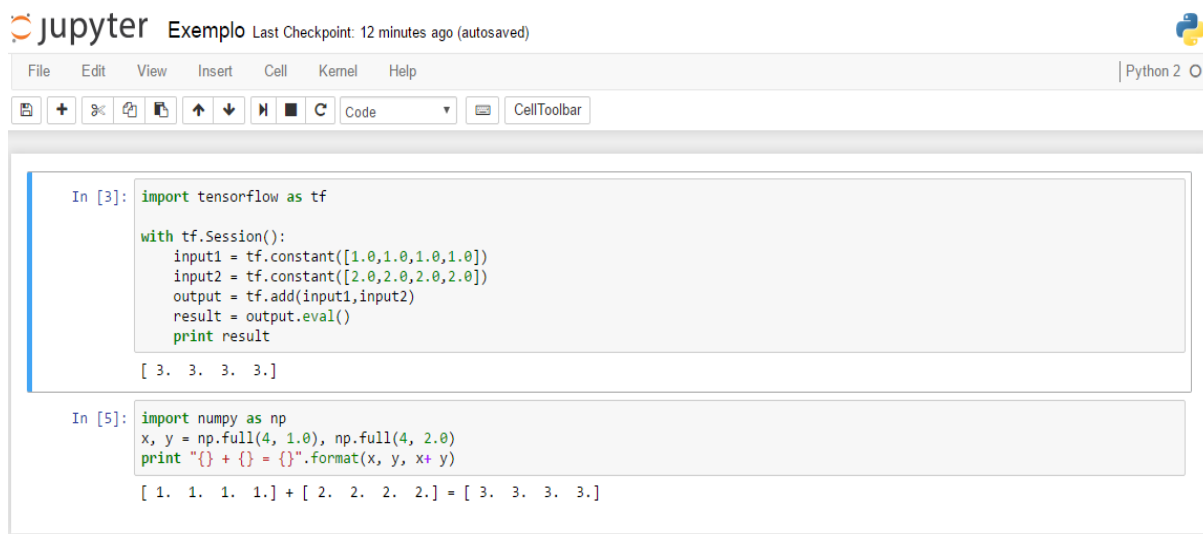 jupyter Exemplo Last Checkpoint: 12 minutes ago (autosaved)
File Edit View Insert Cell Kernel Help Python 2
Code CellToolbar
In [3]: import tensorflow as tf
with tf.Session():
    input1 = tf.constant([1.0,1.0,1.0,1.0])
    input2 = tf.constant([2.0,2.0,2.0,2.0])
    output = tf.add(input1,input2)
    result = output.eval()
    print result
[ 3.  3.  3.  3.]
In [5]: import numpy as np
x, y = np.full(4, 1.0), np.full(4, 2.0)
print "{} + {} = {}".format(x, y, x+ y)
[ 1.  1.  1.  1.] + [ 2.  2.  2.  2.] = [ 3.  3.  3.  3.]